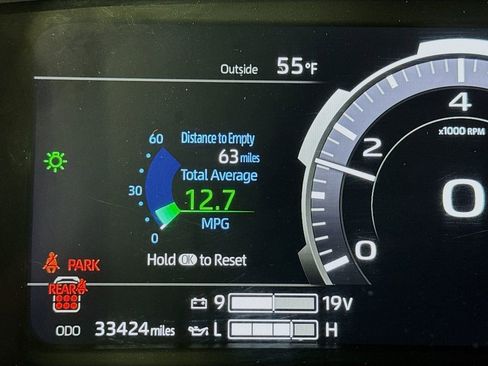 Outside 55°F
4
x1000 RPM
60
Distance to Empty
63 miles
2
Total Average
30
12.7
0
MPG
0
0
Hold OK to Reset
PARK
REAR
9 19V
ODO 33424 miles
L H